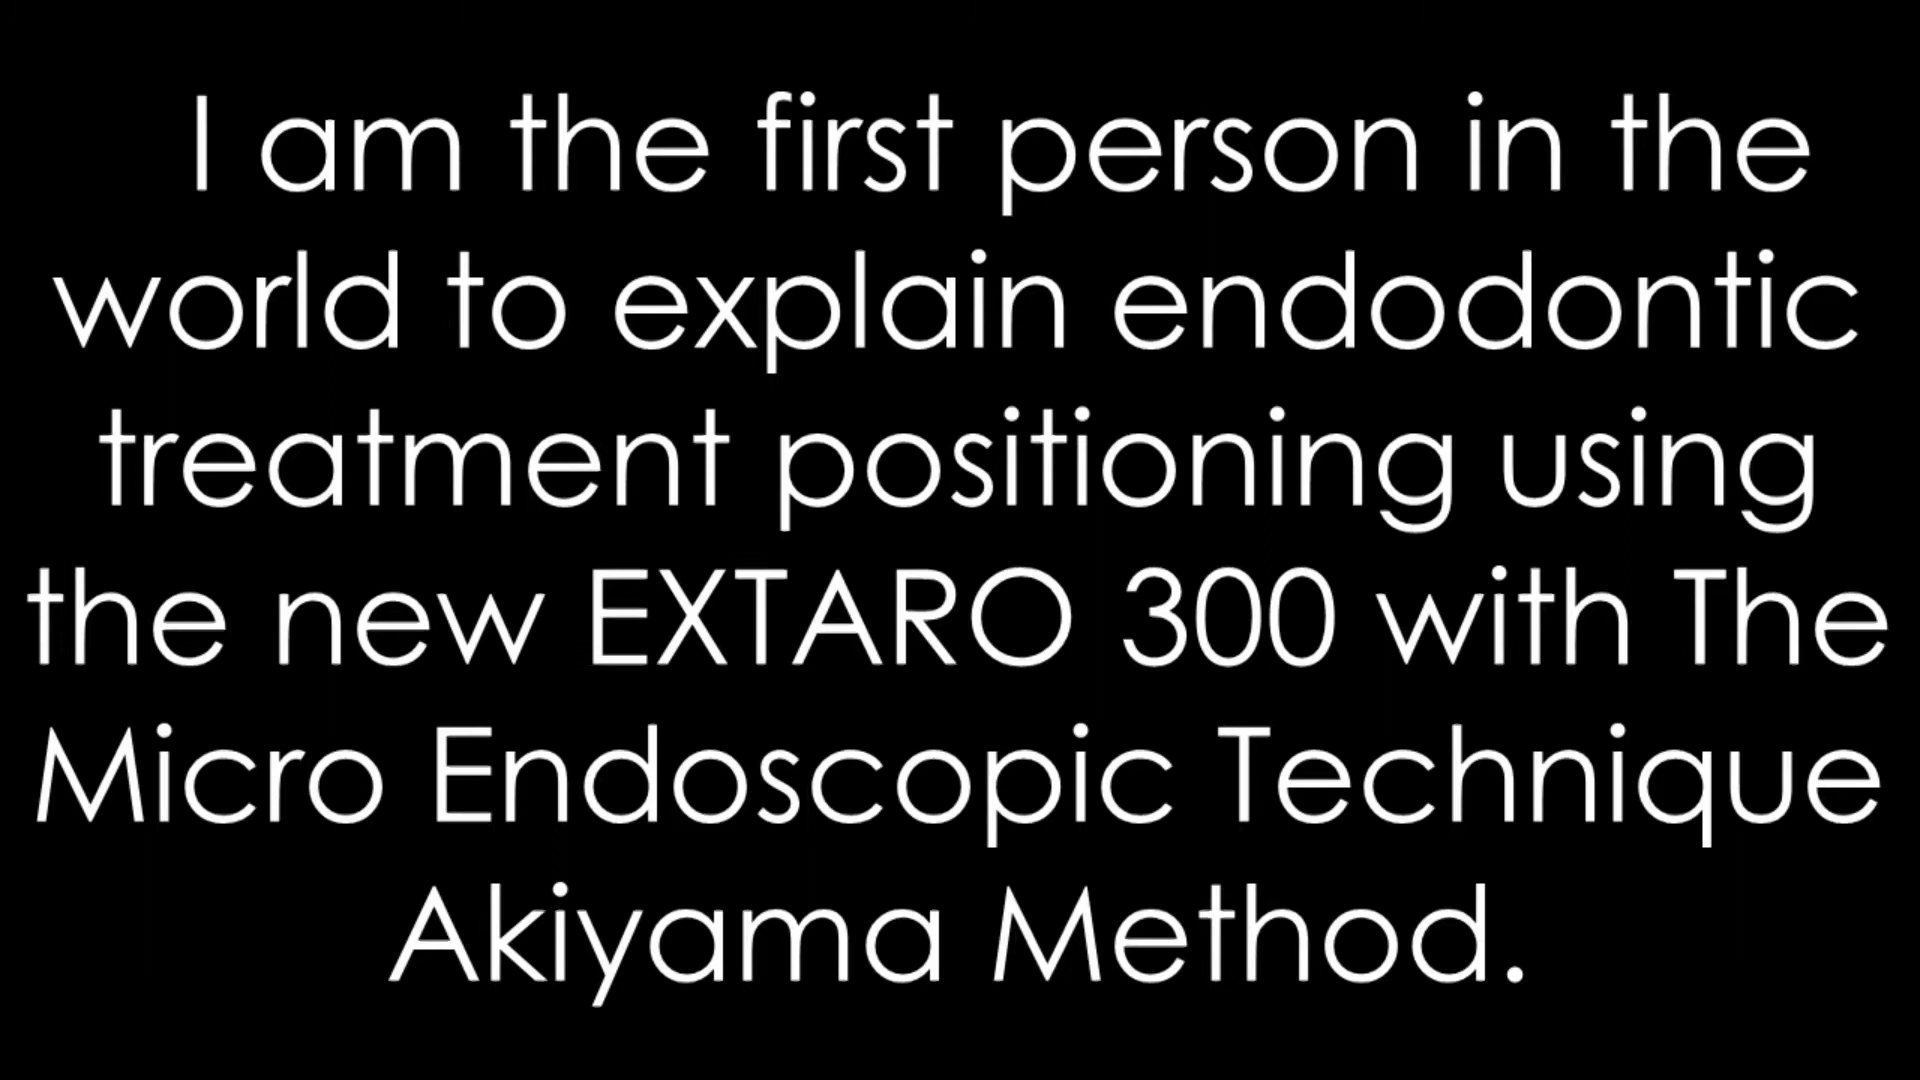 I am the first person in the
world to explain endodontic
treatment positioning using
the new EXTARO 300 with The
Micro Endoscopic Technique
Akiyama Method.